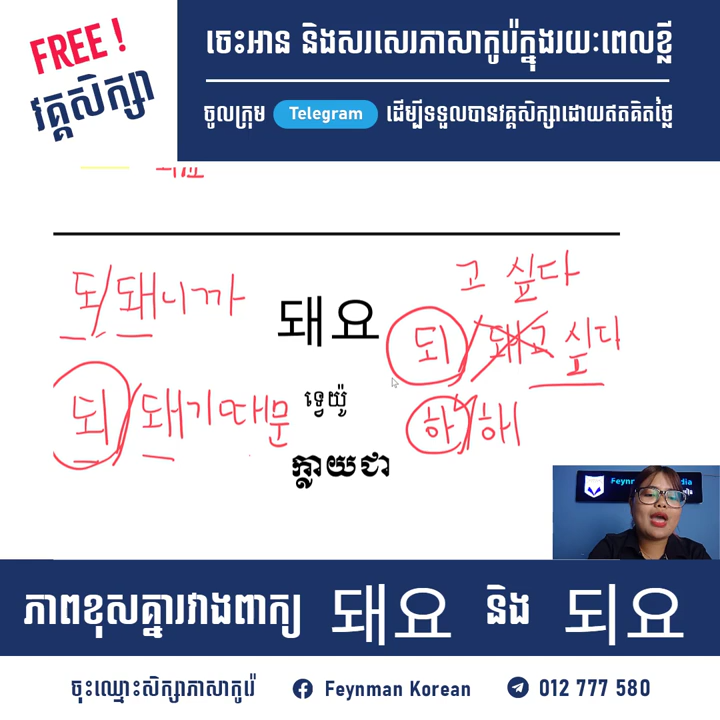 FREE !
វគ្គសិក្សា
ចេះអាន និងសរសេរភាសាកូរ៉េក្នុងរយៈពេលខ្លី
ចូលក្រុម Telegram ដើម្បីទទួលបានវគ្គសិក្សាដោយឥតគិតថ្លៃ
되/돼니까
고 싶다
돼요
되/돼고 싶다
되/돼기때문
ទ្វេយ៉ូ
하/해
ក្លាយជា
Feynman
ភាពខុសគ្នារវាងពាក្យ 돼요 និង 되요
ចុះឈ្មោះសិក្សាភាសាកូរ៉េ
Feynman Korean
012 777 580